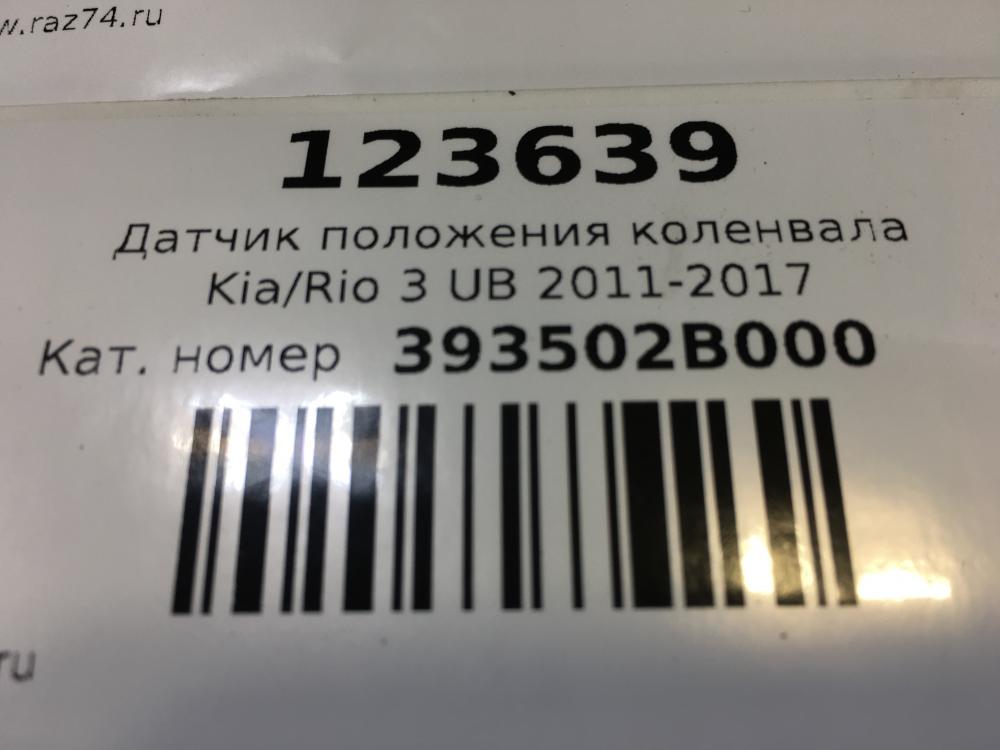 w.raz74.ru
123639
Датчик положения коленвала
Kia/Rio 3 UB 2011-2017
Кат. номер 393502B000
ru